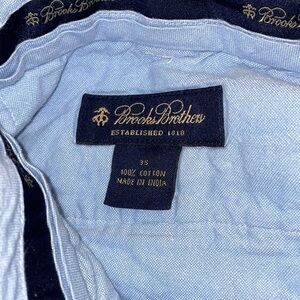 Brooks Brothers
Brooks Brothers
ESTABLISHED 1818
35
100% COTTON
MADE IN INDIA